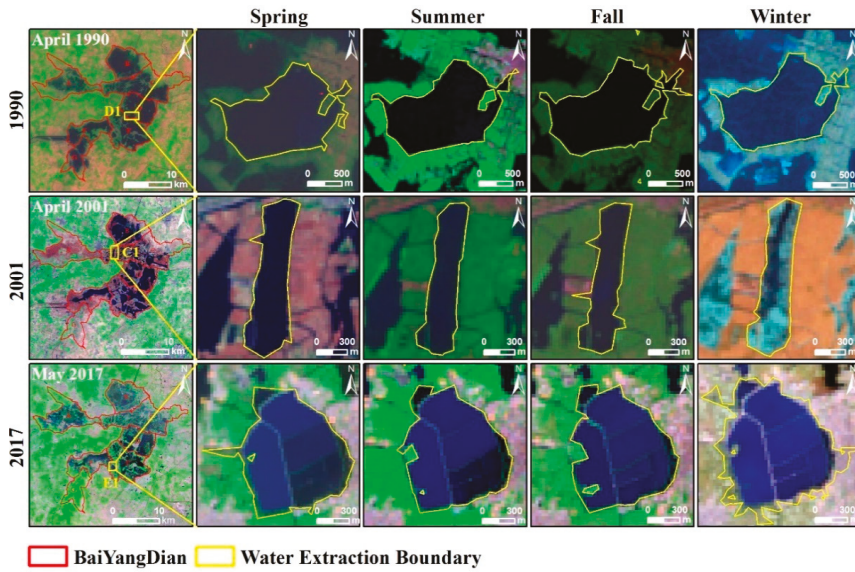 Spring Summer Fall Winter
1990
April 1990 N D1 0 10 km
N 0 500 m
N 0 500 m
N 0 500 m
N 0 500 m
2001
April 2001 N C1 0 10 km
N 0 300 m
N 0 300 m
N 0 300 m
N 0 300 m
2017
May 2017 N E1 0 10 km
N 0 300 m
N 0 300 m
N 0 300 m
N 0 300
BaiYangDian Water Extraction Boundary